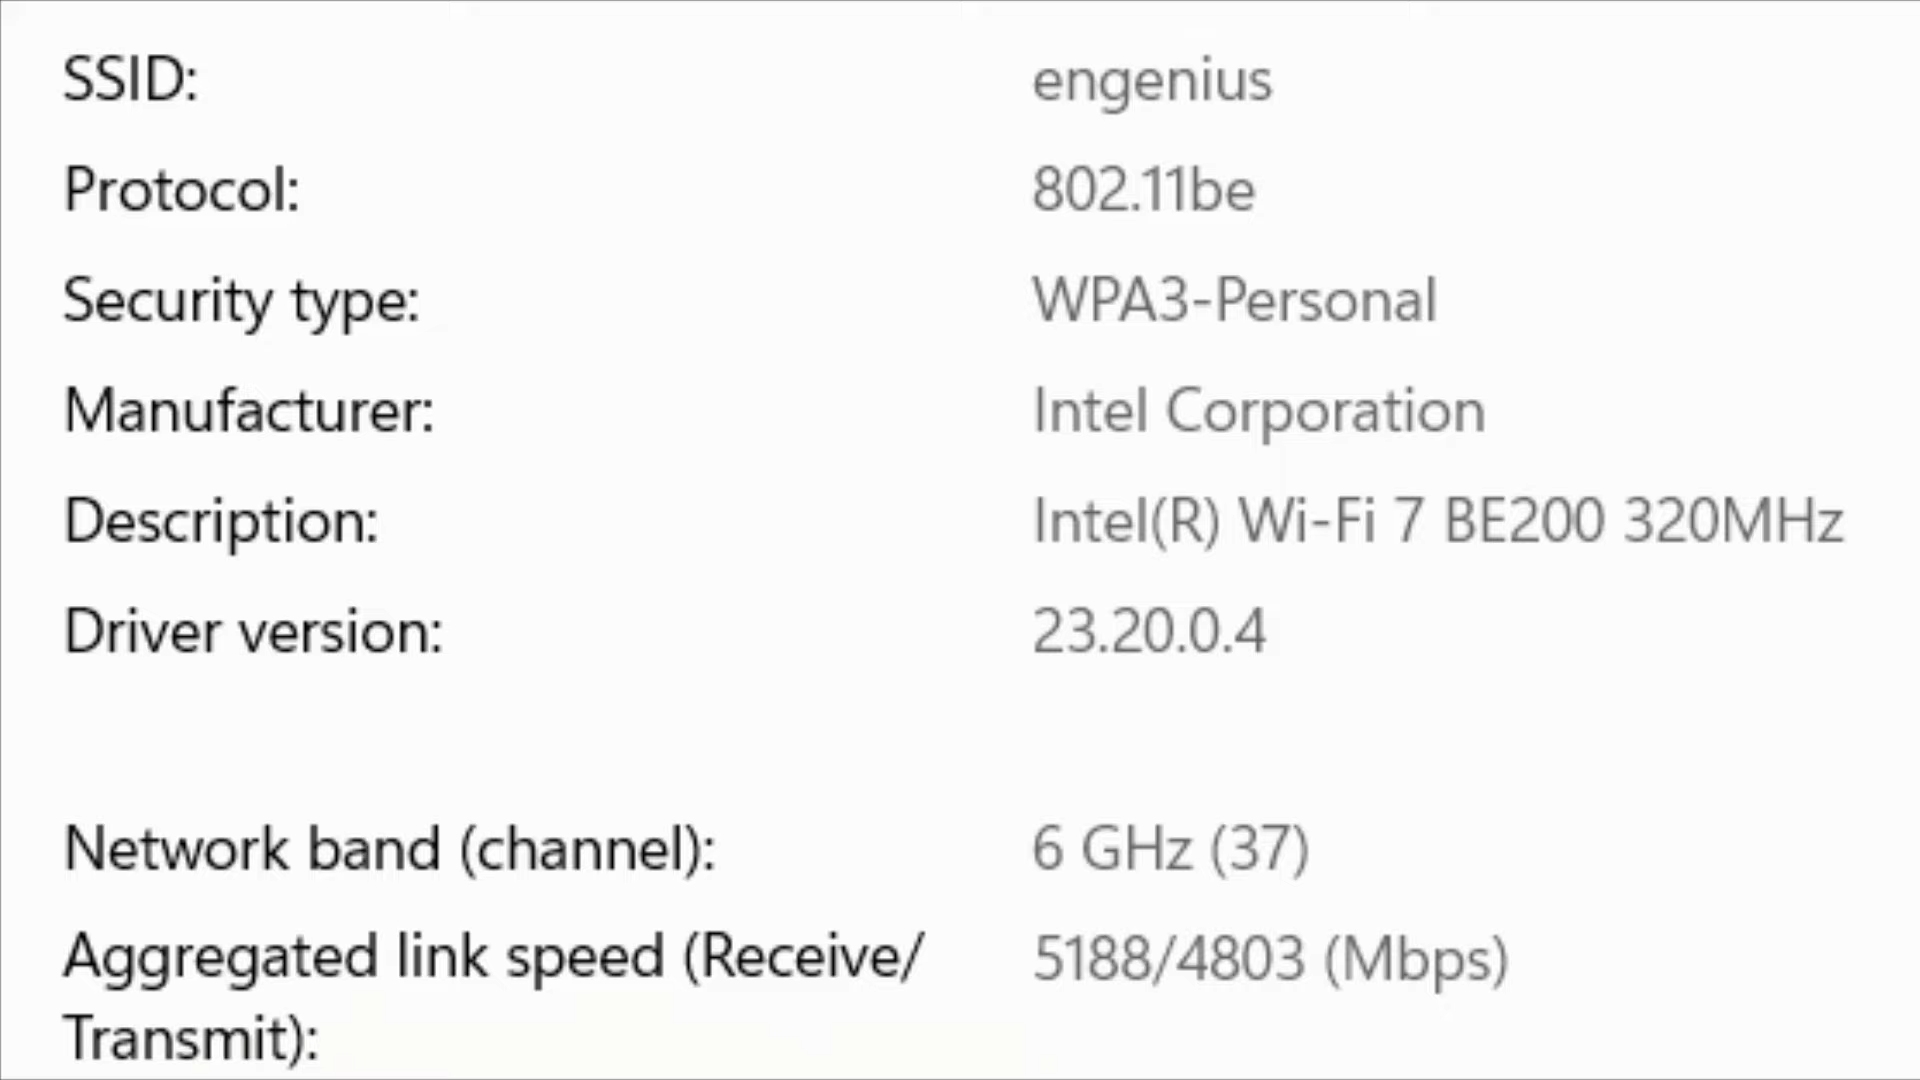 SSID: engenius
Protocol: 802.11be
Security type: WPA3-Personal
Manufacturer: Intel Corporation
Description: Intel(R) Wi-Fi 7 BE200 320MHz
Driver version: 23.20.0.4
Network band (channel): 6 GHz (37)
Aggregated link speed (Receive/ 5188/4803 (Mbps)
Transmit):